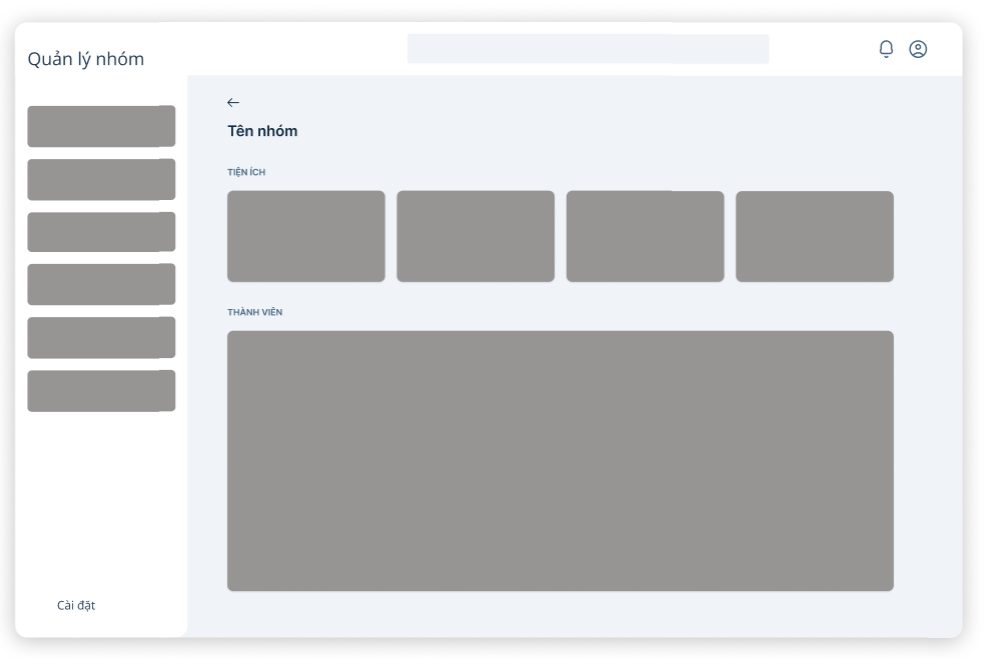 Quản lý nhóm
Tên nhóm
TIỆN ÍCH
THÀNH VIÊN
Cài đặt